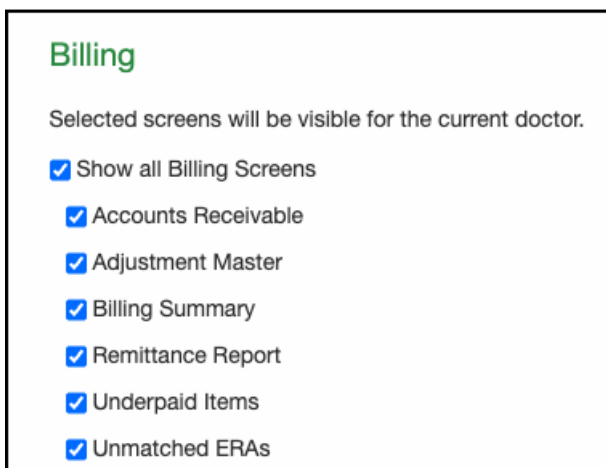 Billing
Selected screens will be visible for the current doctor.
Show all Billing Screens
Accounts Receivable
Adjustment Master
Billing Summary
Remittance Report
Underpaid Items
Unmatched ERAs